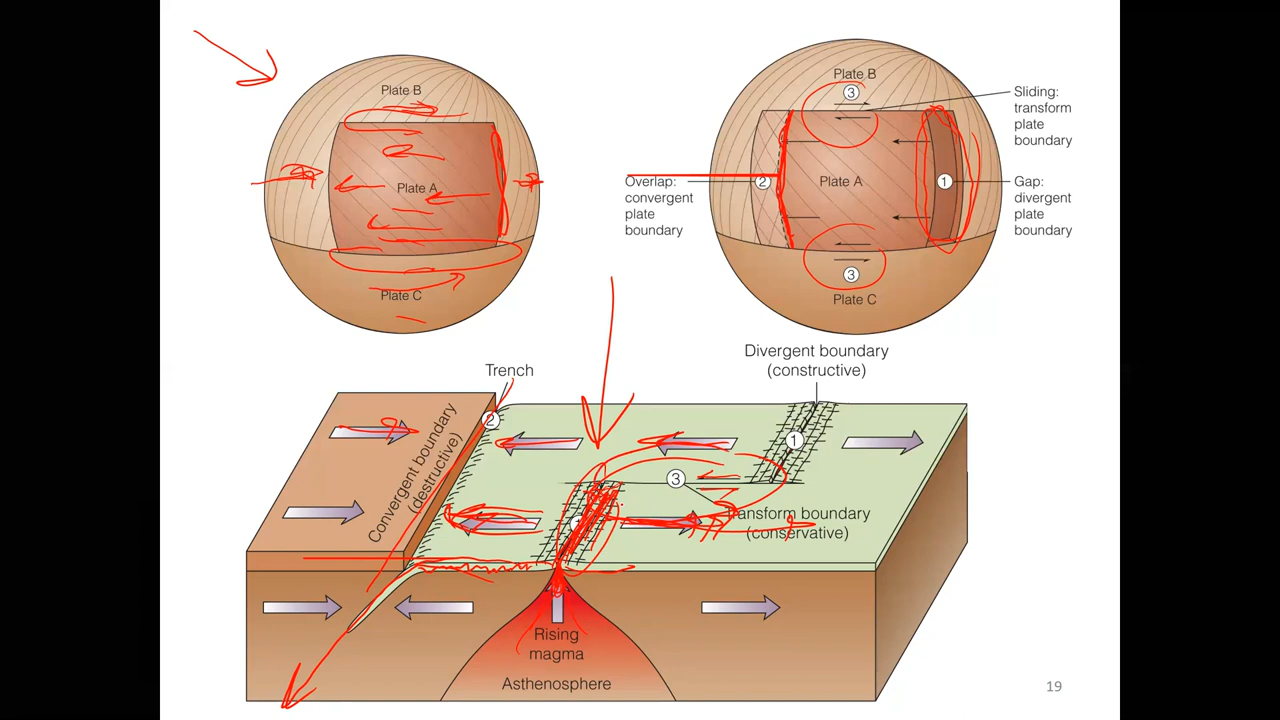 Plate B
Plate A
Plate C
Plate B
3
Sliding:
transform
plate
boundary
Overlap:
convergent
plate
boundary
2
Plate A
1
Gap:
divergent
plate
boundary
3
Plate C
Trench
Divergent boundary
(constructive)
2
Convergent boundary
(destructive)
1
3
Transform boundary
(conservative)
Rising
magma
Asthenosphere
19